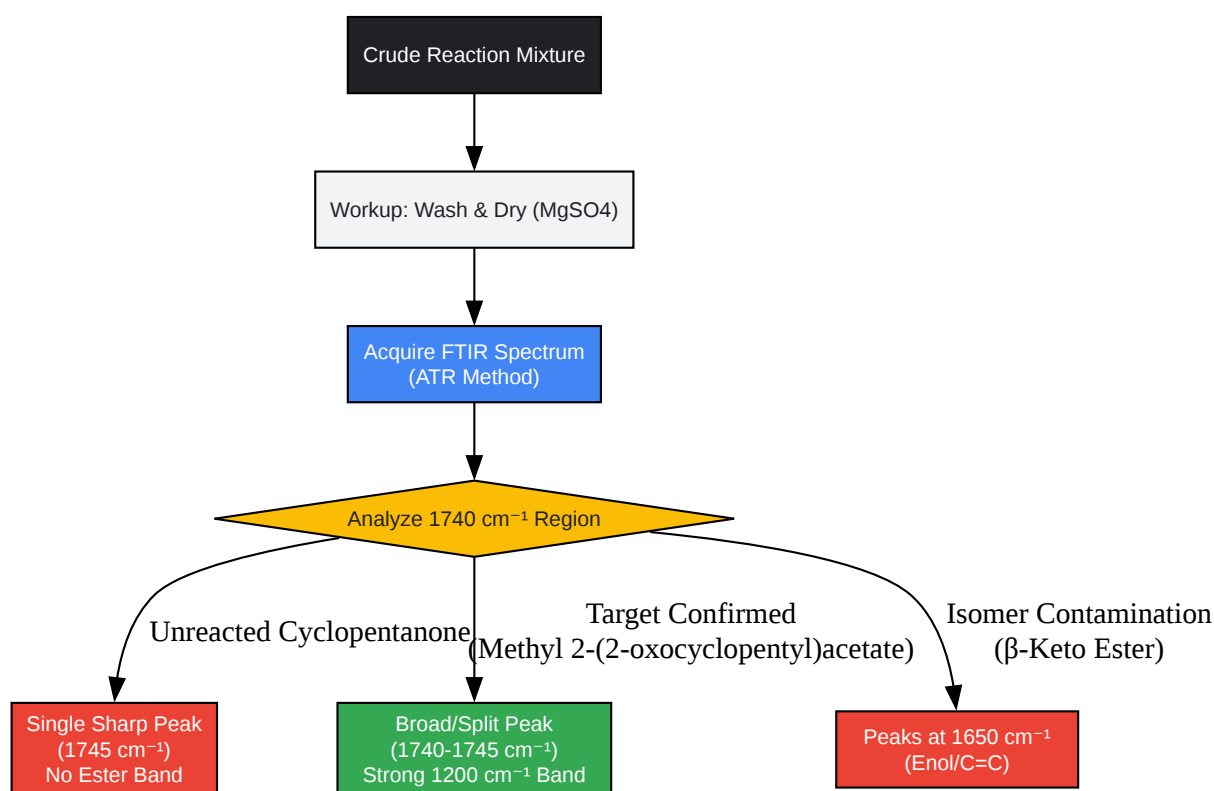 Crude Reaction Mixture
Workup: Wash & Dry (MgSO4)
Acquire FTIR Spectrum
(ATR Method)
Analyze 1740 cm⁻¹ Region
Unreacted Cyclopentanone
Target Confirmed
(Methyl 2-(2-oxocyclopentyl)acetate)
Isomer Contamination
(β-Keto Ester)
Single Sharp Peak
(1745 cm⁻¹)
No Ester Band
Broad/Split Peak
(1740-1745 cm⁻¹)
Strong 1200 cm⁻¹ Band
Peaks at 1650 cm⁻¹
(Enol/C=C)